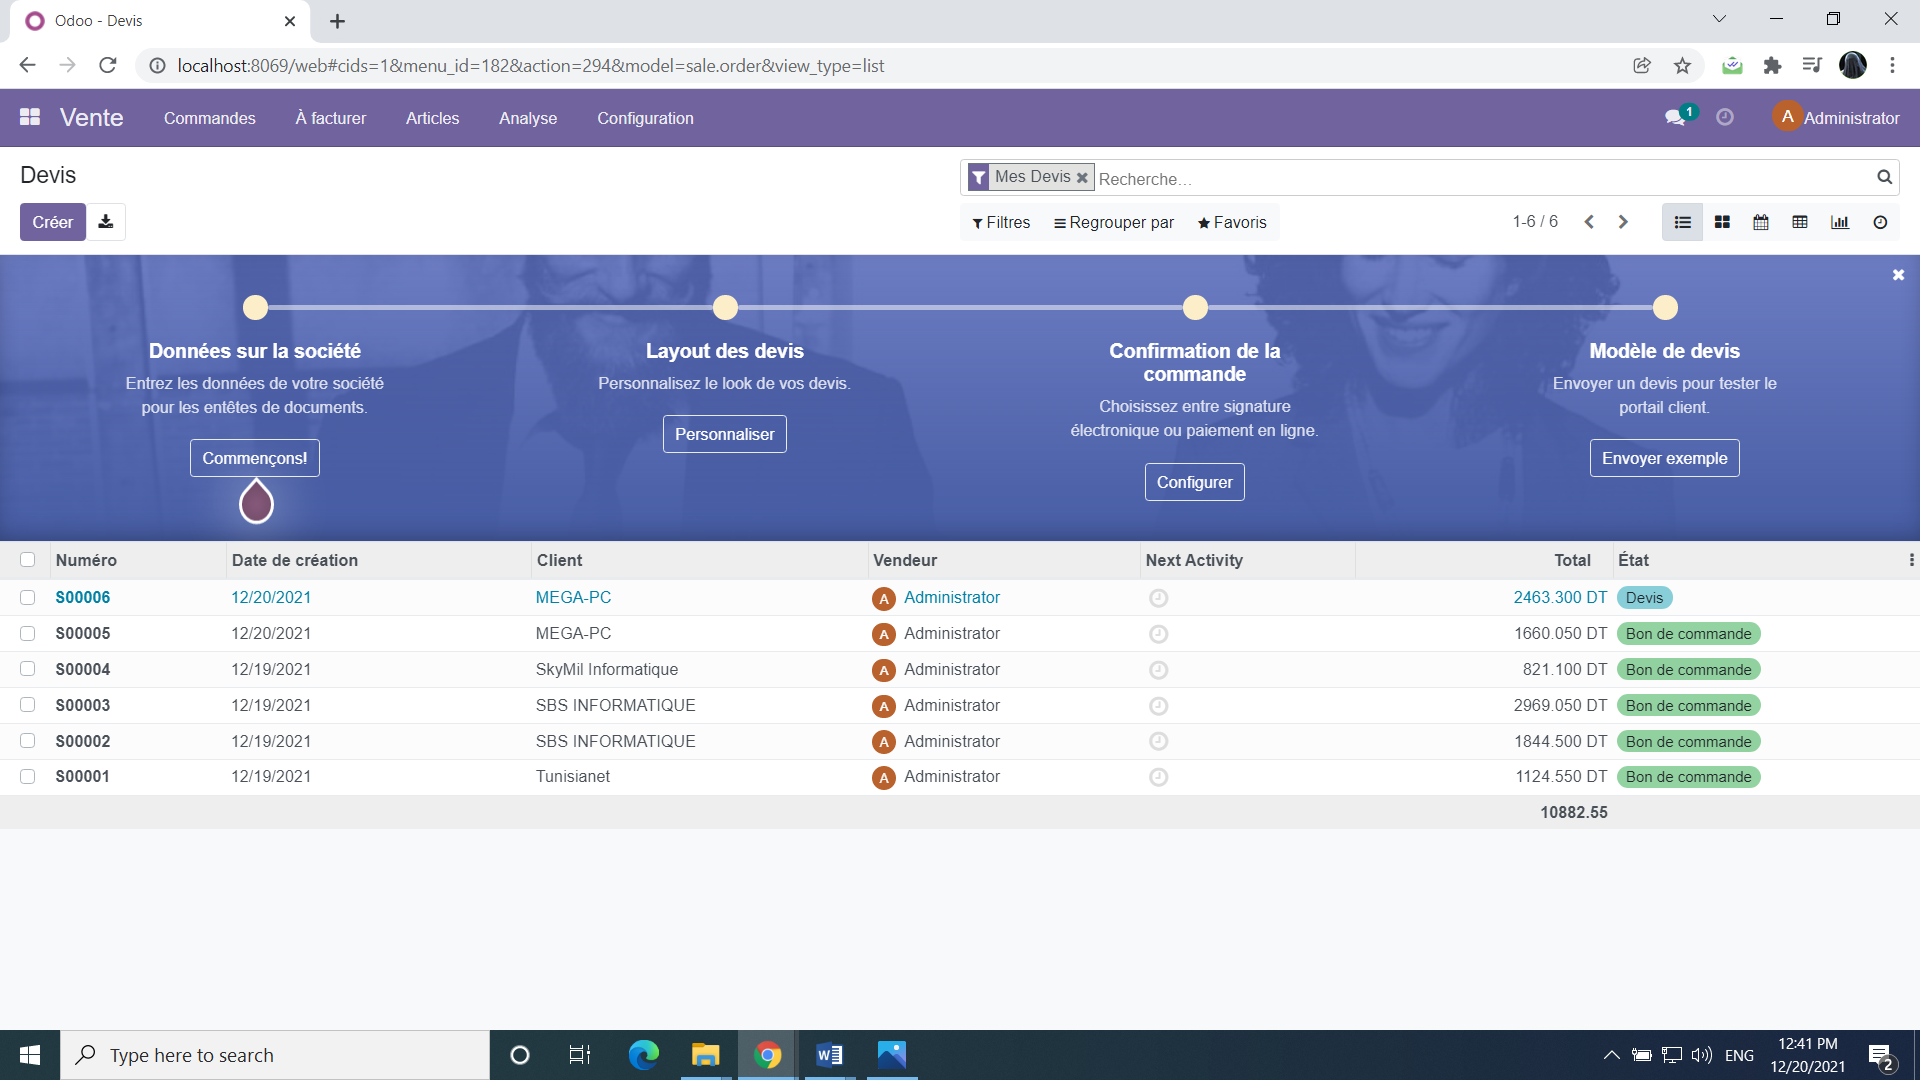 Odoo - Devis
localhost:8069/web#cids=1&menu_id=182&action=294&model=sale.order&view_type=list
Vente Commandes À facturer Articles Analyse Configuration 1 A Administrator
Devis
Mes Devis Recherche...
Créer
Filtres Regrouper par Favoris 1-6 / 6
Données sur la société
Entrez les données de votre société
pour les entêtes de documents.
Commençons!
Layout des devis
Personnalisez le look de vos devis.
Personnaliser
Confirmation de la
commande
Choisissez entre signature
électronique ou paiement en ligne.
Configurer
Modèle de devis
Envoyer un devis pour tester le
portail client.
Envoyer exemple
Numéro Date de création Client Vendeur Next Activity Total État
S00006 12/20/2021 MEGA-PC A Administrator 2463.300 DT Devis
S00005 12/20/2021 MEGA-PC A Administrator 1660.050 DT Bon de commande
S00004 12/19/2021 SkyMil Informatique A Administrator 821.100 DT Bon de commande
S00003 12/19/2021 SBS INFORMATIQUE A Administrator 2969.050 DT Bon de commande
S00002 12/19/2021 SBS INFORMATIQUE A Administrator 1844.500 DT Bon de commande
S00001 12/19/2021 Tunisianet A Administrator 1124.550 DT Bon de commande
10882.55
Type here to search
W
ENG
12:41 PM
12/20/2021
2